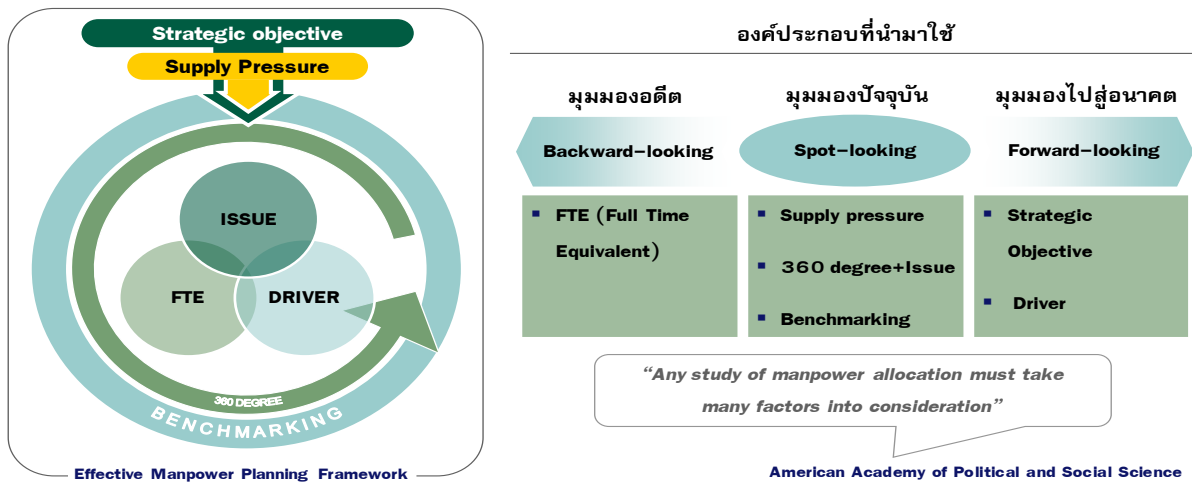 Strategic objective
Supply Pressure
ISSUE
FTE
DRIVER
360 DEGREE
BENCHMARKING
Effective Manpower Planning Framework
องค์ประกอบที่นำมาใช้
มุมมองอดีต
มุมมองปัจจุบัน
มุมมองไปสู่อนาคต
Backward-looking
Spot-looking
Forward-looking
▪ FTE (Full Time
Equivalent)
▪ Supply pressure
▪ 360 degree+Issue
▪ Benchmarking
▪ Strategic
Objective
▪ Driver
“Any study of manpower allocation must take
many factors into consideration”
American Academy of Political and Social Science